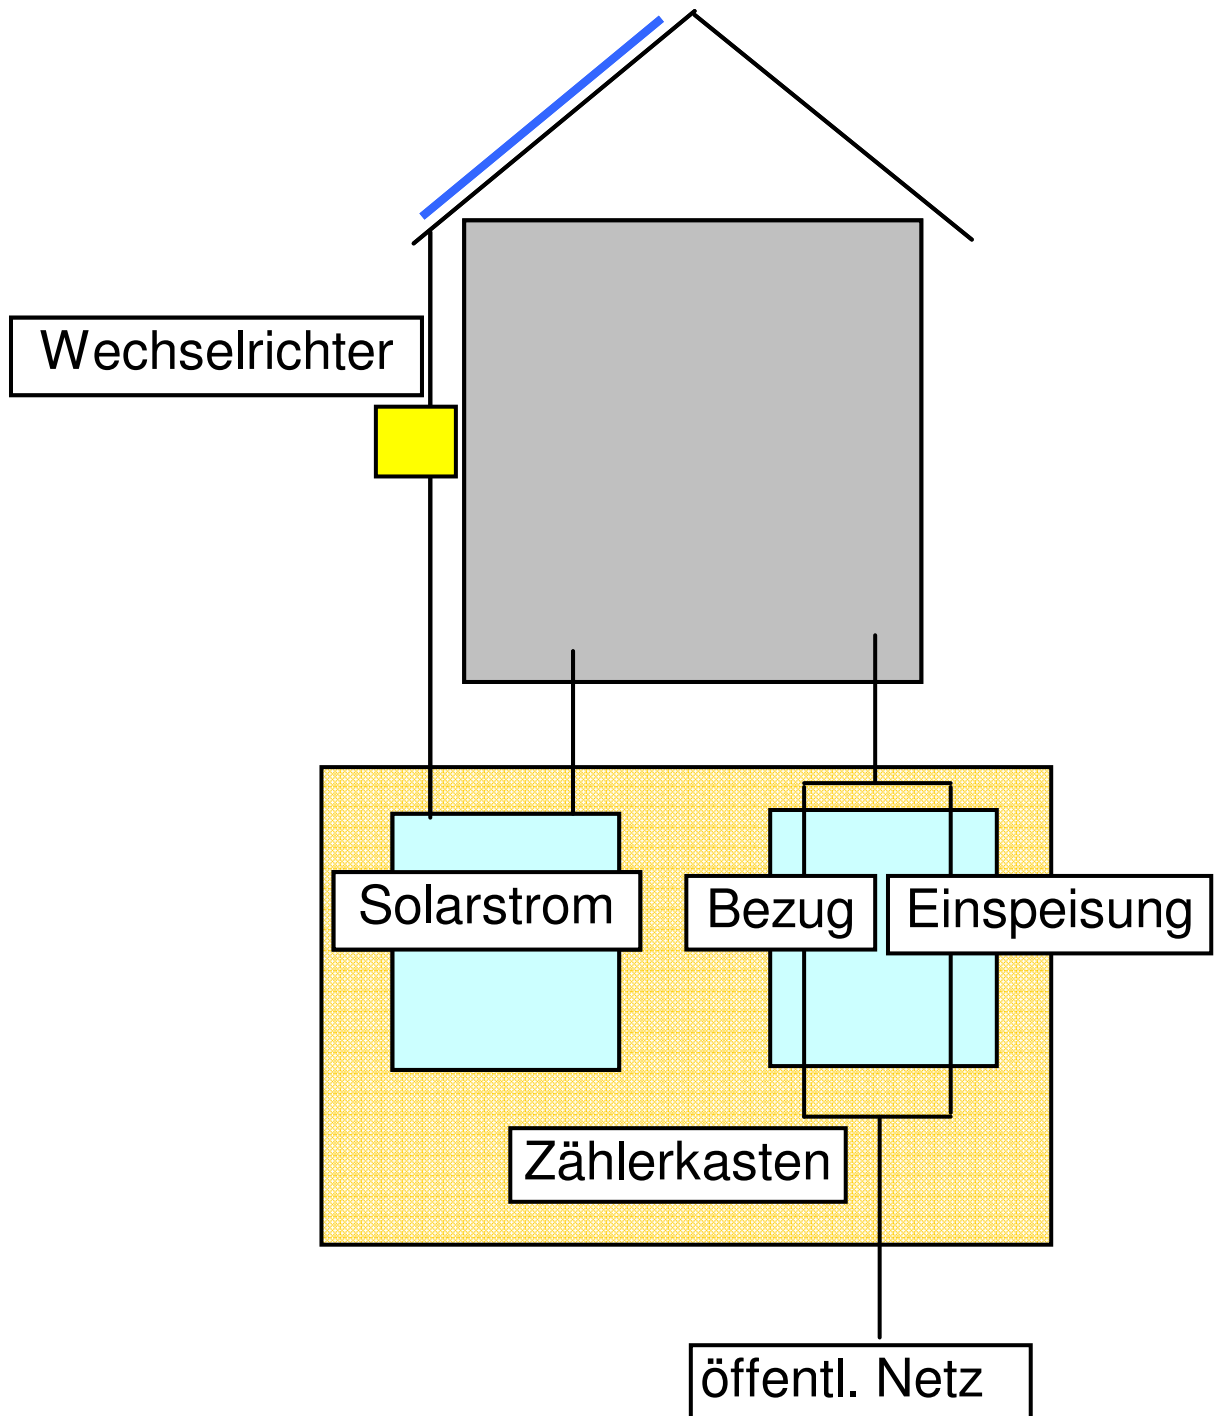 Wechselrichter
Solarstrom
Bezug
Einspeisung
Zählerkasten
öffentl. Netz